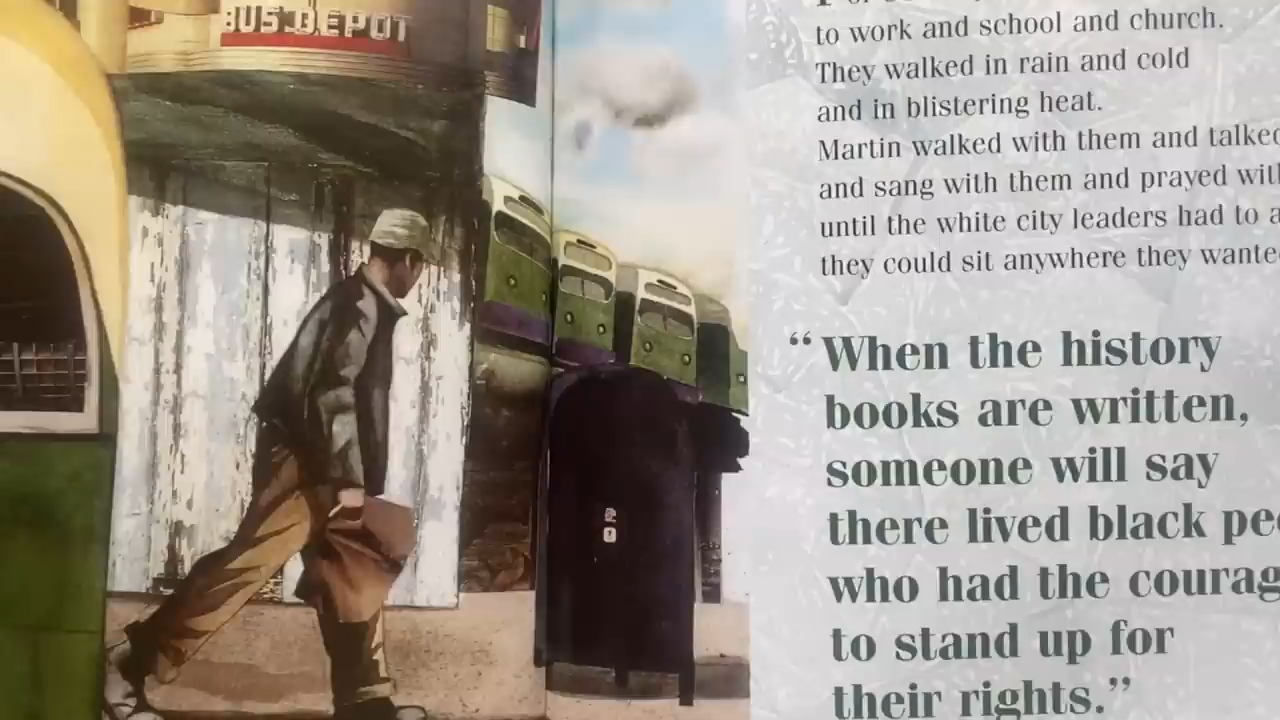 BUS DEPOT
to work and school and church.
They walked in rain and cold
and in blistering heat.
Martin walked with them and talked
and sang with them and prayed with
until the white city leaders had to a
they could sit anywhere they wante
“When the history
books are written,
someone will say
there lived black pe
who had the courag
to stand up for
their rights.”